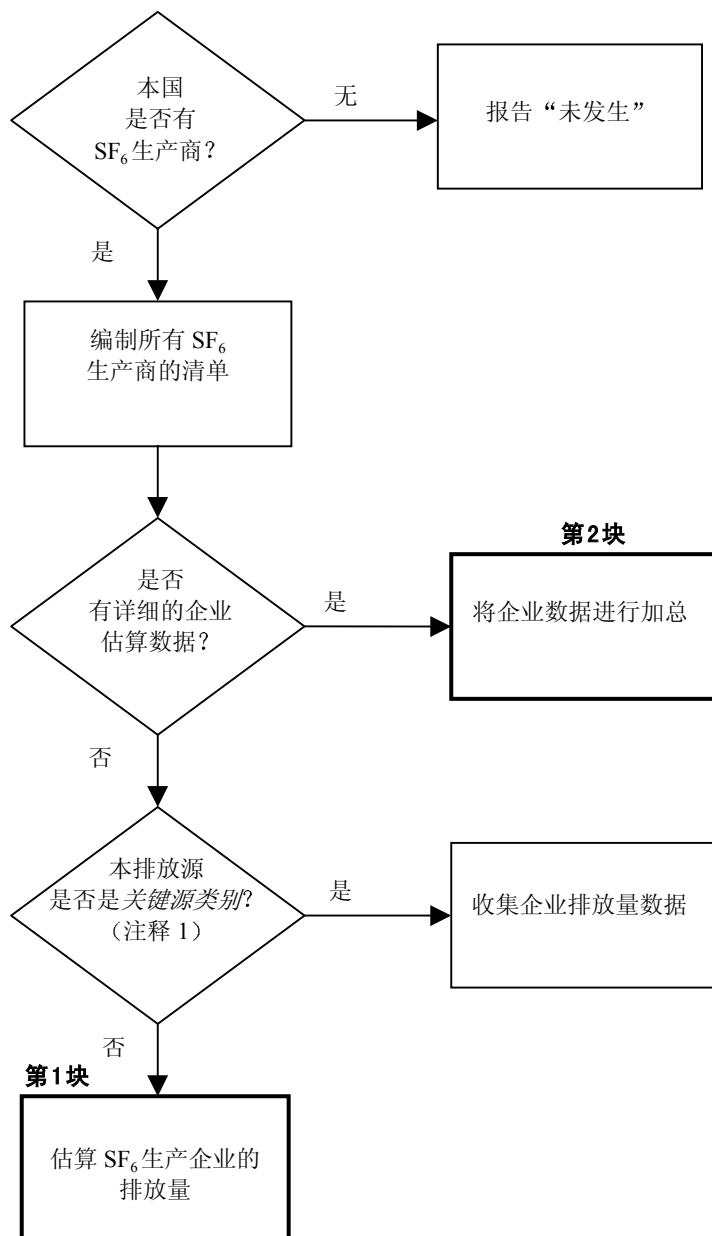 本国
是否有
SF₆生产商？
无
报告“未发生”
是
编制所有 SF₆
生产商的清单
第2块
是否
有详细的企业
估算数据？
是
将企业数据进行加总
否
本排放源
是否是关键源类别？
（注释 1）
是
收集企业排放量数据
否
第1块
估算 SF₆生产企业的
排放量